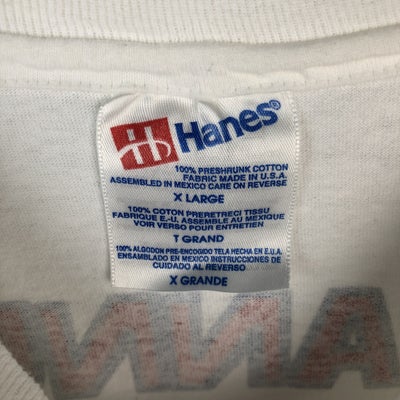 Hanes®
100% PRESHRUNK COTTON
FABRIC MADE IN U.S.A.
ASSEMBLED IN MEXICO CARE ON REVERSE
X LARGE
100% COTON PRERETRECI TISSU
FABRIQUE E.-U. ASSEMBLE AU MEXIQUE
VOIR VERSO POUR ENTRETIEN
T GRAND
100% ALGODON PRE-ENCOGIDO TELA HECHA EN E.U.A.
ENSAMBLADO EN MEXICO INSTRUCCIONES DE
CUIDADO AL REVERSO
X GRANDE